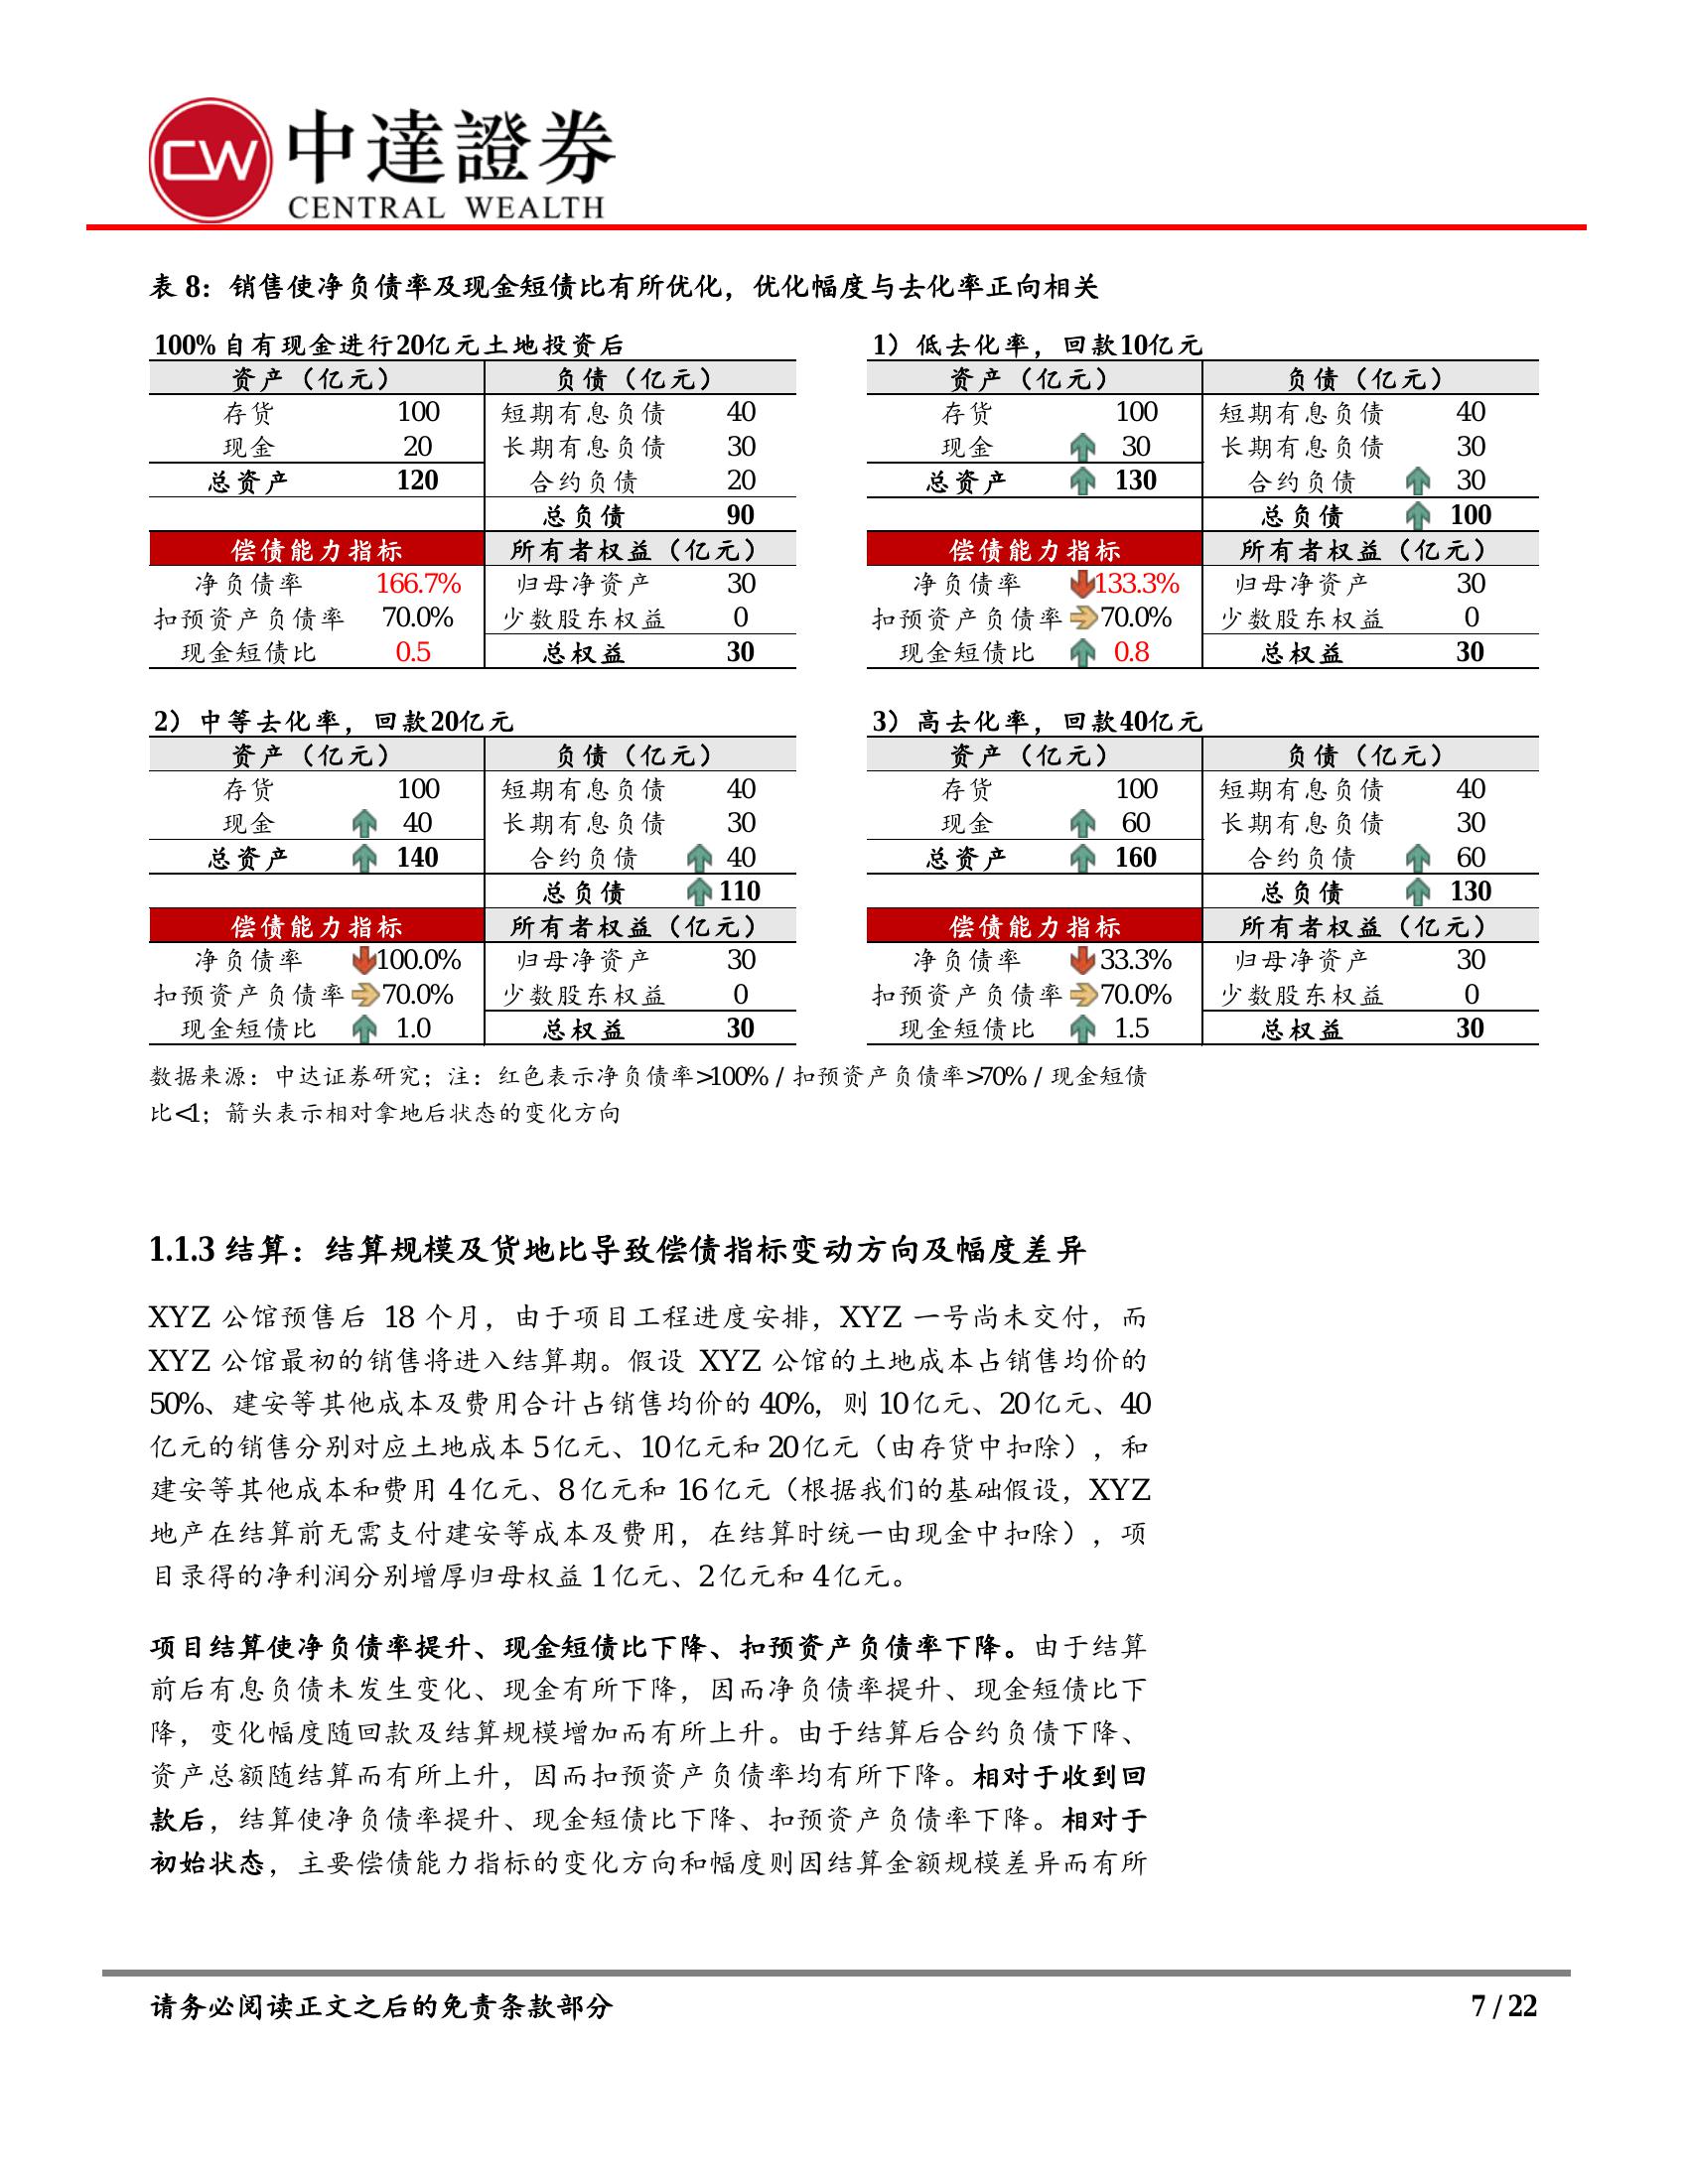 CW 中達證券
CENTRAL WEALTH
表 8：销售使净负债率及现金短债比有所优化，优化幅度与去化率正向相关
100%自有现金进行20亿元土地投资后
资产（亿元） 负债（亿元）
存货 100 短期有息负债 40
现金 20 长期有息负债 30
总资产 120 合约负债 20
总负债 90
偿债能力指标 所有者权益（亿元）
净负债率 166.7% 归母净资产 30
扣预资产负债率 70.0% 少数股东权益 0
现金短债比 0.5 总权益 30
1）低去化率，回款10亿元
资产（亿元） 负债（亿元）
存货 100 短期有息负债 40
现金 30 长期有息负债 30
总资产 130 合约负债 30
总负债 100
偿债能力指标 所有者权益（亿元）
净负债率 133.3% 归母净资产 30
扣预资产负债率 70.0% 少数股东权益 0
现金短债比 0.8 总权益 30
2）中等去化率，回款20亿元
资产（亿元） 负债（亿元）
存货 100 短期有息负债 40
现金 40 长期有息负债 30
总资产 140 合约负债 40
总负债 110
偿债能力指标 所有者权益（亿元）
净负债率 100.0% 归母净资产 30
扣预资产负债率 70.0% 少数股东权益 0
现金短债比 1.0 总权益 30
3）高去化率，回款40亿元
资产（亿元） 负债（亿元）
存货 100 短期有息负债 40
现金 60 长期有息负债 30
总资产 160 合约负债 60
总负债 130
偿债能力指标 所有者权益（亿元）
净负债率 33.3% 归母净资产 30
扣预资产负债率 70.0% 少数股东权益 0
现金短债比 1.5 总权益 30
数据来源：中达证券研究；注：红色表示净负债率>100% / 扣预资产负债率>70% / 现金短债
比<1；箭头表示相对拿地后状态的变化方向
1.1.3 结算：结算规模及货地比导致偿债指标变动方向及幅度差异
XYZ 公馆预售后 18 个月，由于项目工程进度安排，XYZ 一号尚未交付，而
XYZ 公馆最初的销售将进入结算期。假设 XYZ 公馆的土地成本占销售均价的
50%、建安等其他成本及费用合计占销售均价的 40%，则 10 亿元、20 亿元、40
亿元的销售分别对应土地成本 5 亿元、10 亿元和 20 亿元（由存货中扣除），和
建安等其他成本和费用 4 亿元、8 亿元和 16 亿元（根据我们的基础假设，XYZ
地产在结算前无需支付建安等成本及费用，在结算时统一由现金中扣除），项
目录得的净利润分别增厚归母权益 1 亿元、2 亿元和 4 亿元。
项目结算使净负债率提升、现金短债比下降、扣预资产负债率下降。由于结算
前后有息负债未发生变化、现金有所下降，因而净负债率提升、现金短债比下
降，变化幅度随回款及结算规模增加而有所上升。由于结算后合约负债下降、
资产总额随结算而有所上升，因而扣预资产负债率均有所下降。相对于收到回
款后，结算使净负债率提升、现金短债比下降、扣预资产负债率下降。相对于
初始状态，主要偿债能力指标的变化方向和幅度则因结算金额规模差异而有所
请务必阅读正文之后的免责条款部分 7 / 22